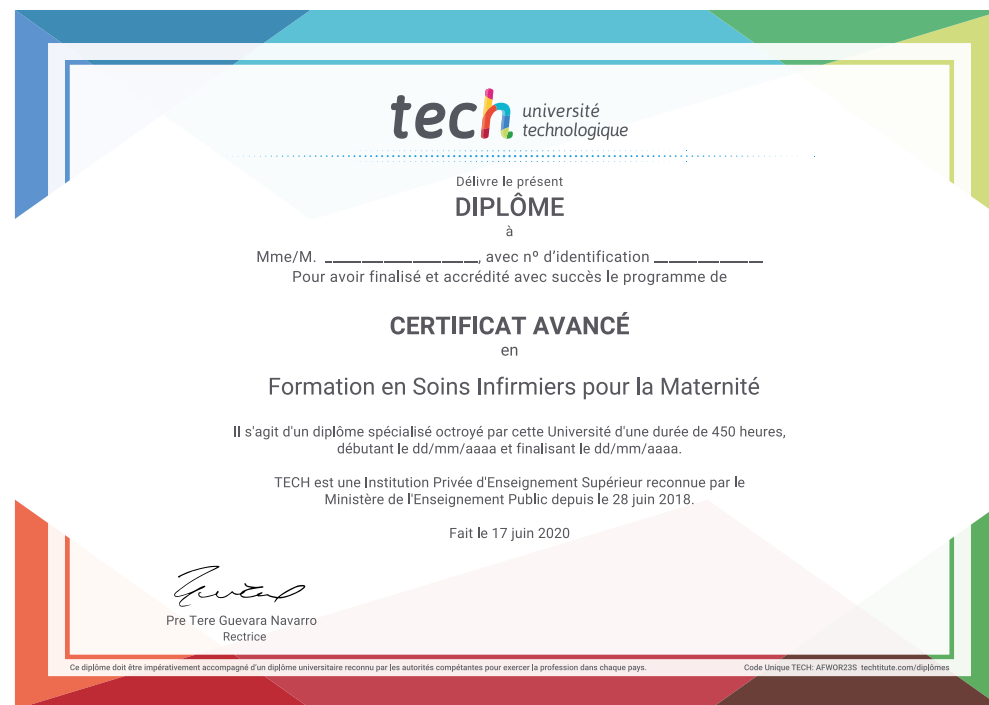 tech université
technologique
Délivre le présent
DIPLÔME
à
Mme/M. __________________, avec nº d'identification _____________
Pour avoir finalisé et accrédité avec succès le programme de
CERTIFICAT AVANCÉ
en
Formation en Soins Infirmiers pour la Maternité
Il s'agit d'un diplôme spécialisé octroyé par cette Université d'une durée de 450 heures,
débutant le dd/mm/aaaa et finalisant le dd/mm/aaaa.
TECH est une Institution Privée d'Enseignement Supérieur reconnue par le
Ministère de l'Enseignement Public depuis le 28 juin 2018.
Fait le 17 juin 2020
Pre Tere Guevara Navarro
Rectrice
Ce diplôme doit être impérativement accompagné d'un diplôme universitaire reconnu par les autorités compétantes pour exercer la profession dans chaque pays.
Code Unique TECH: AFWOR23S techtitute.com/diplômes